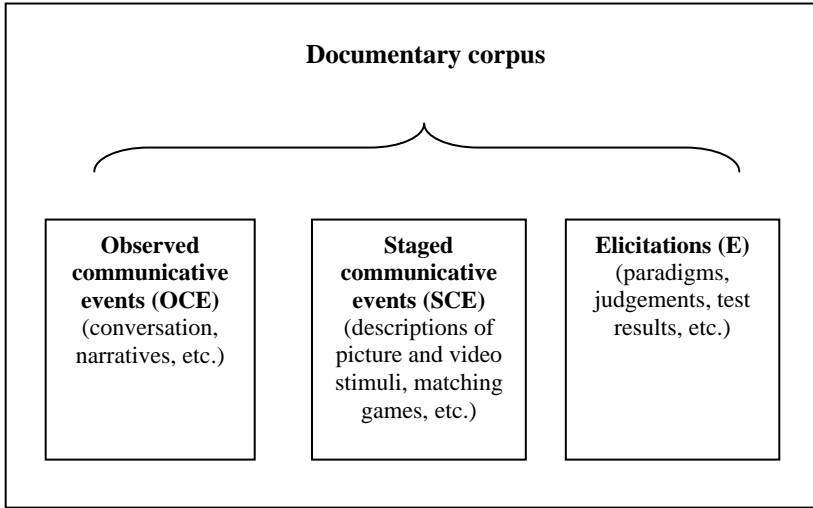 Documentary corpus
Observed
communicative
events (OCE)
(conversation,
narratives, etc.)
Staged
communicative
events (SCE)
(descriptions of
picture and video
stimuli, matching
games, etc.)
Elicitations (E)
(paradigms,
judgements, test
results, etc.)